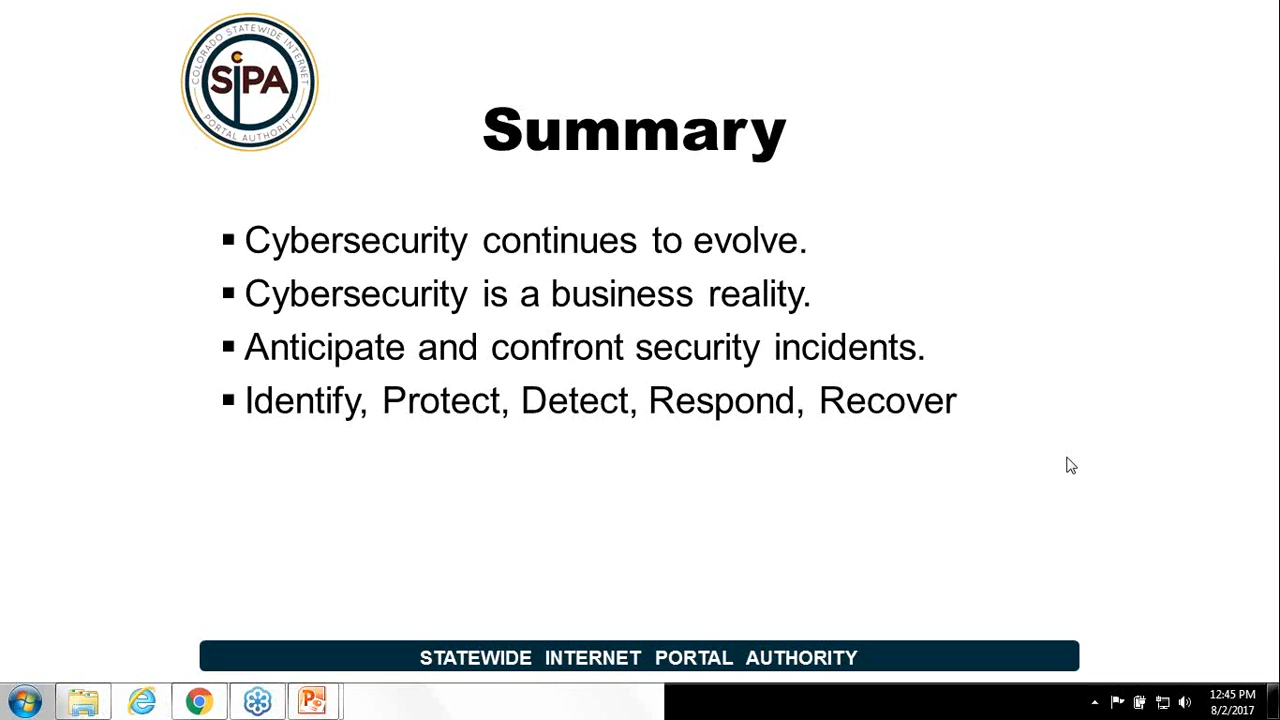 COLORADO STATEWIDE INTERNET
SIPA
PORTAL AUTHORITY
Summary
Cybersecurity continues to evolve.
Cybersecurity is a business reality.
Anticipate and confront security incidents.
Identify, Protect, Detect, Respond, Recover
STATEWIDE INTERNET PORTAL AUTHORITY
12:45 PM
8/2/2017